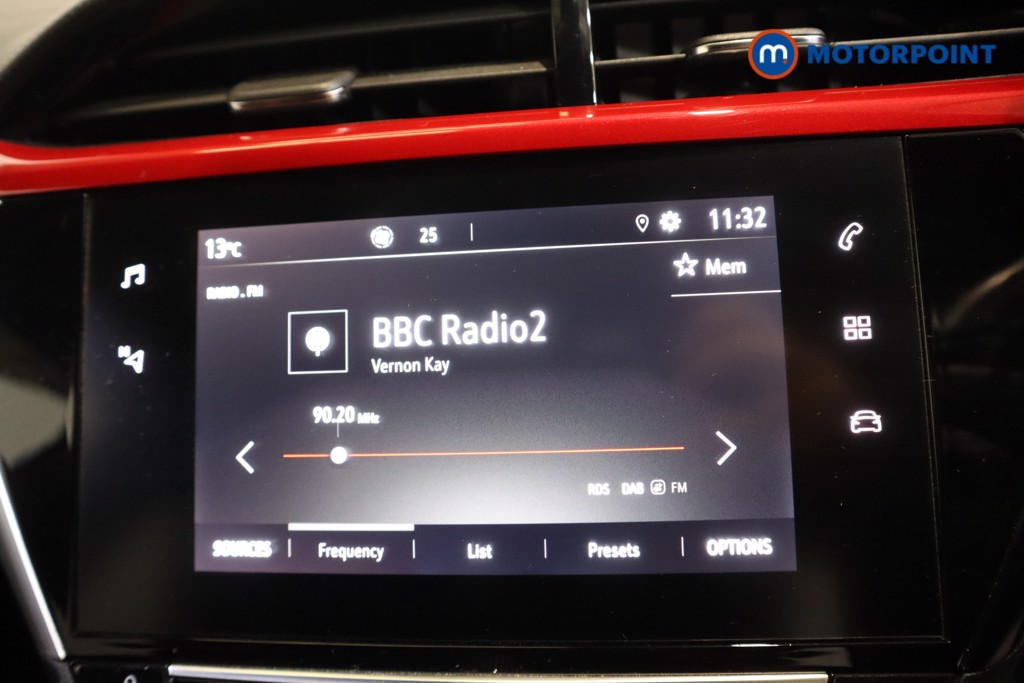 m MOTORPOINT
13°C 25 11:32
Mem
RADIO . FM
BBC Radio2
Vernon Kay
90.20 MHz
RDS DAB FM
SOURCES Frequency List Presets OPTIONS
N